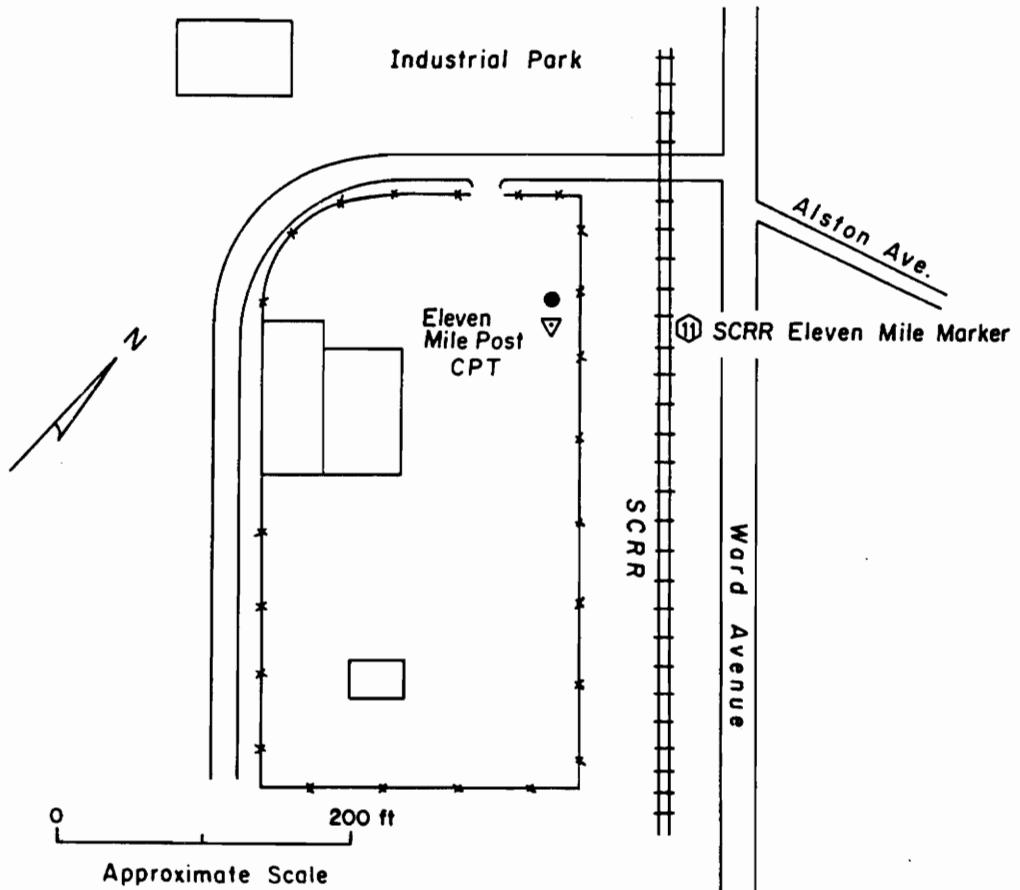 Industrial Park
Alston Ave.
N
Eleven
Mile Post
CPT
11 SCRR Eleven Mile Marker
SCRR
Ward Avenue
0 200 ft
Approximate Scale